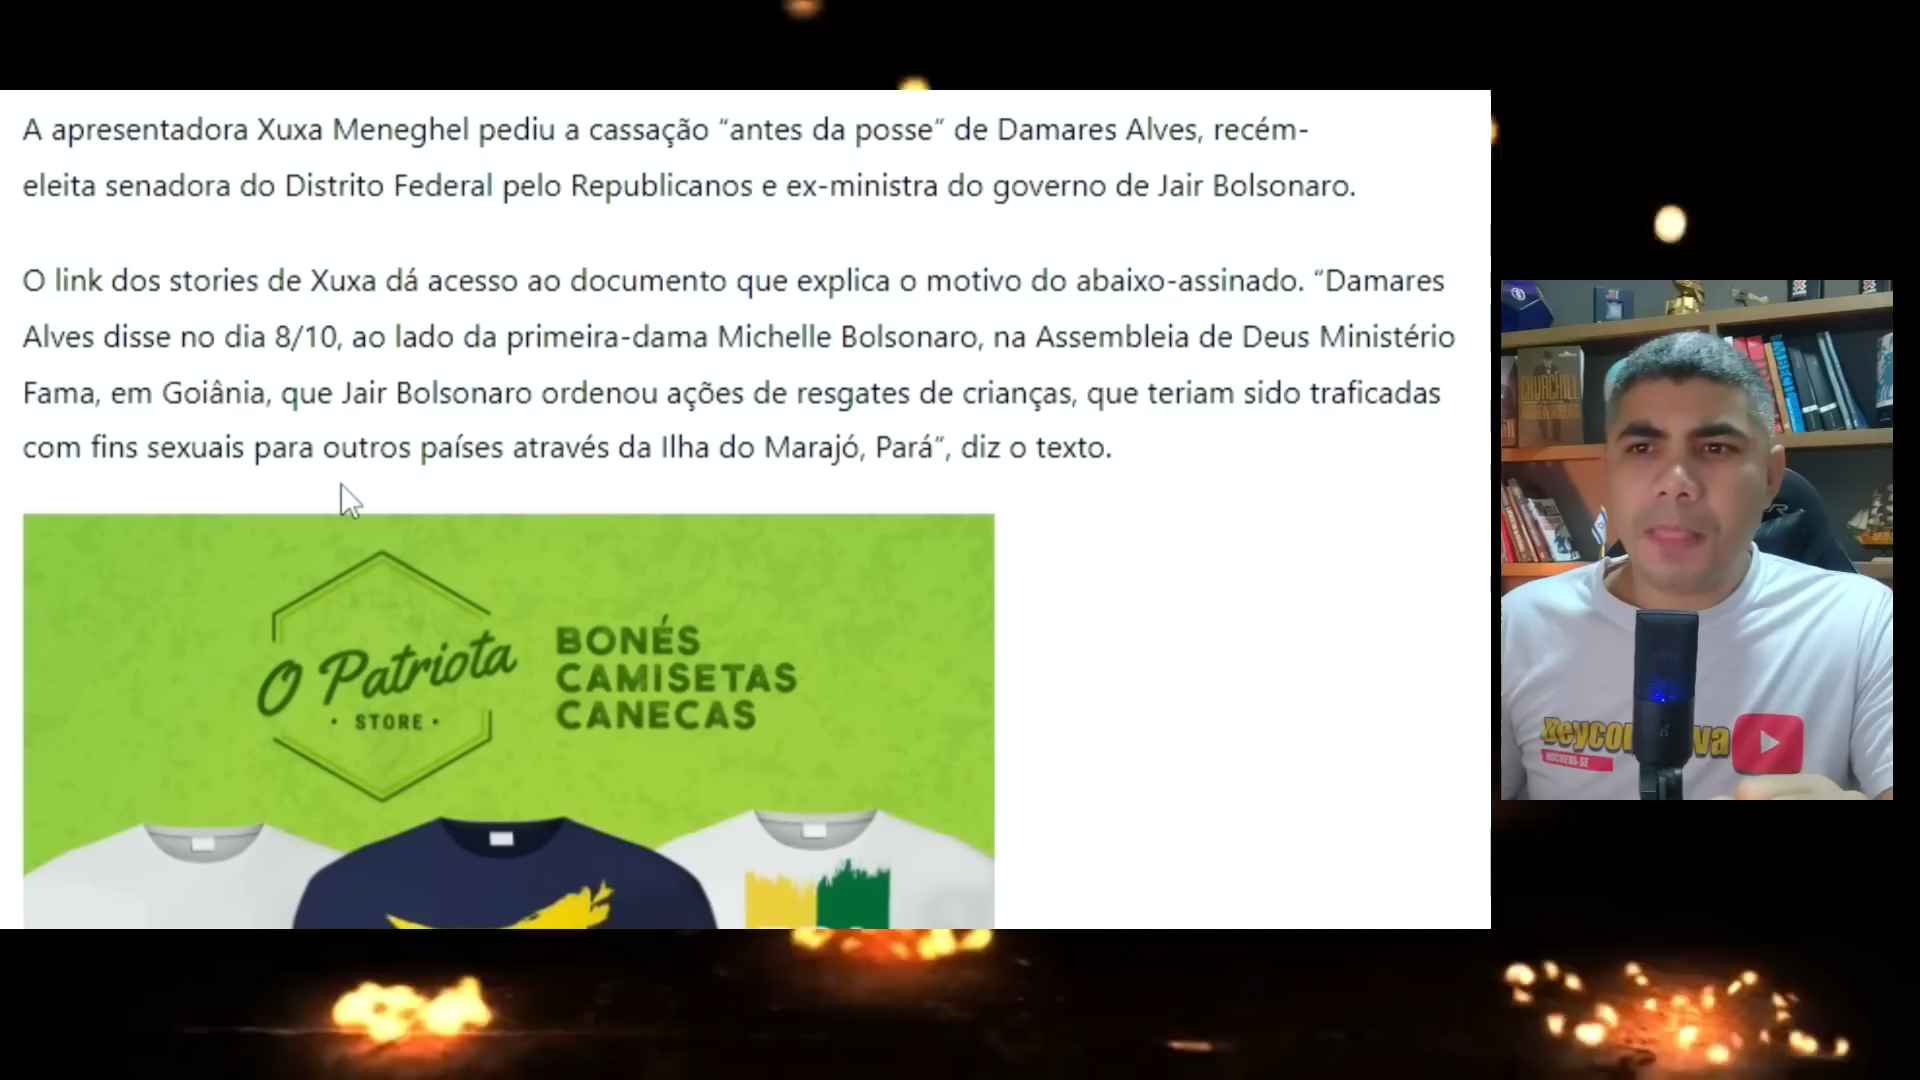 A apresentadora Xuxa Meneghel pediu a cassação “antes da posse” de Damares Alves, recém-
eleita senadora do Distrito Federal pelo Republicanos e ex-ministra do governo de Jair Bolsonaro.
O link dos stories de Xuxa dá acesso ao documento que explica o motivo do abaixo-assinado. “Damares
Alves disse no dia 8/10, ao lado da primeira-dama Michelle Bolsonaro, na Assembleia de Deus Ministério
Fama, em Goiânia, que Jair Bolsonaro ordenou ações de resgates de crianças, que teriam sido traficadas
com fins sexuais para outros países através da Ilha do Marajó, Pará”, diz o texto.
O Patriota
• STORE •
BONÉS
CAMISETAS
CANECAS
CHURCHILL
INSCREVA-SE